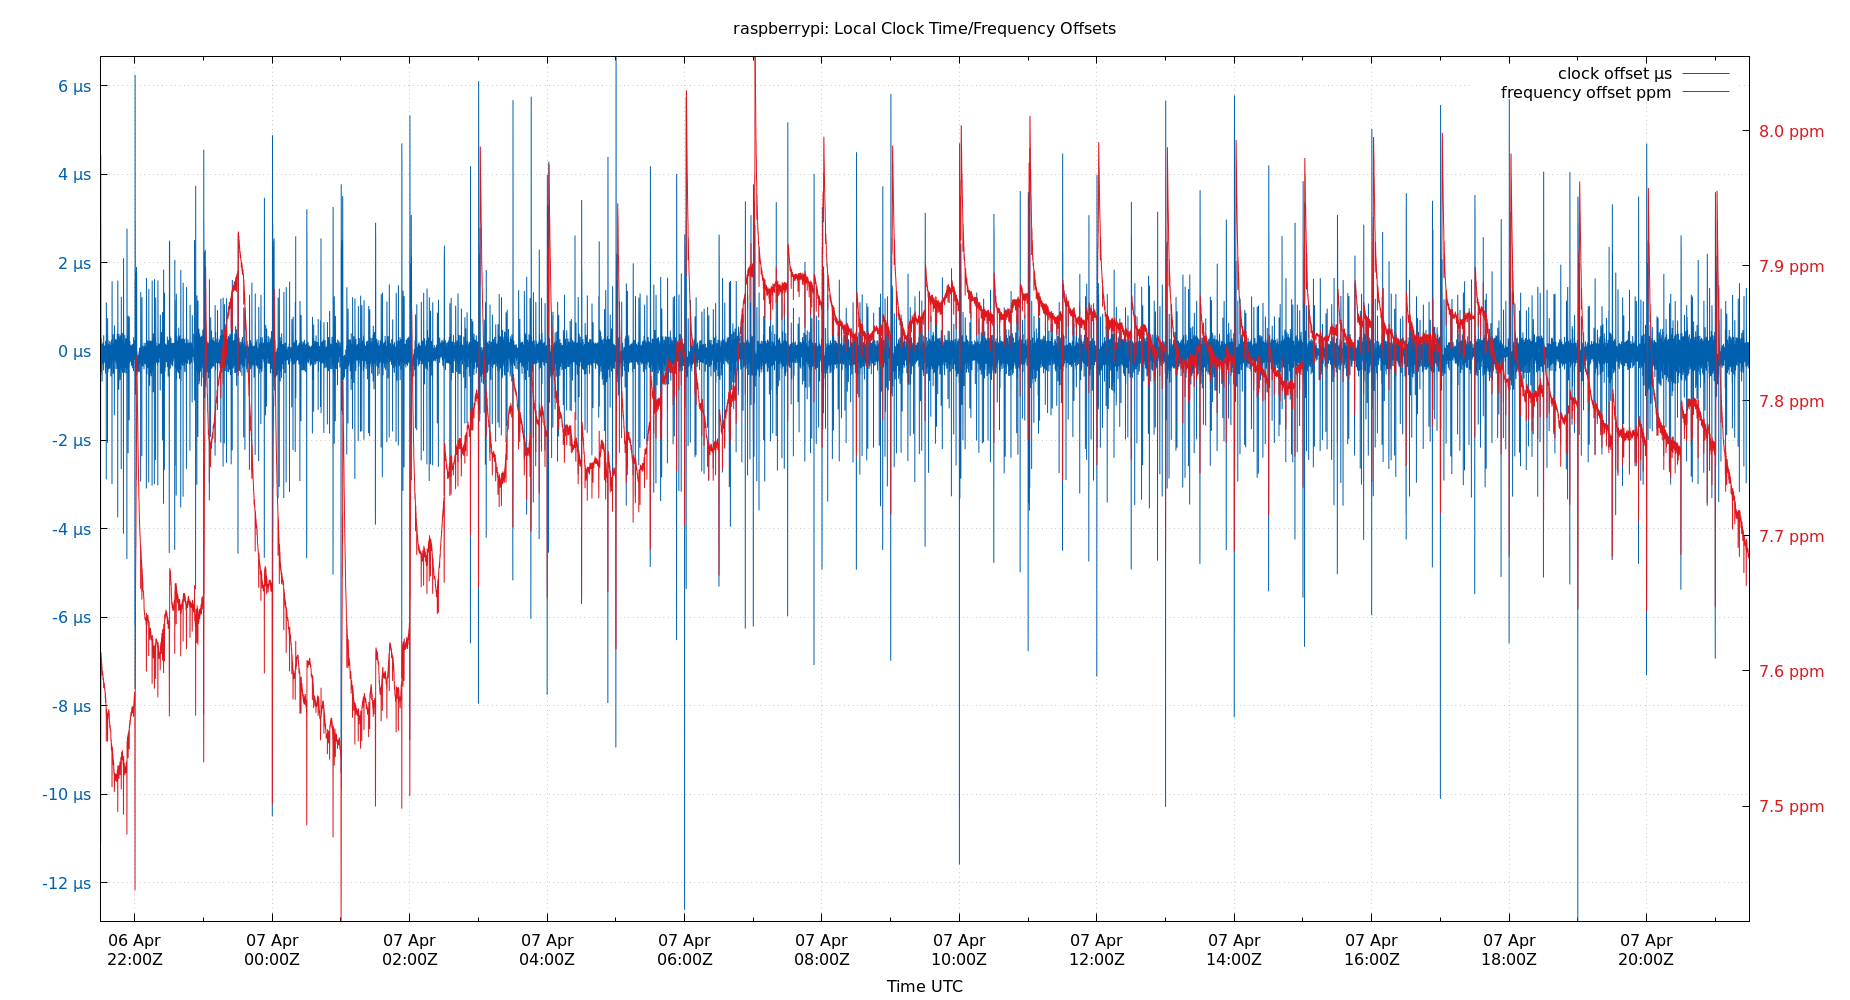 raspberrypi: Local Clock Time/Frequency Offsets
clock offset µs
frequency offset ppm
6 µs
4 µs
2 µs
0 µs
-2 µs
-4 µs
-6 µs
-8 µs
-10 µs
-12 µs
8.0 ppm
7.9 ppm
7.8 ppm
7.7 ppm
7.6 ppm
7.5 ppm
06 Apr 07 Apr 07 Apr 07 Apr 07 Apr 07 Apr 07 Apr 07 Apr 07 Apr 07 Apr 07 Apr 07 Apr
22:00Z 00:00Z 02:00Z 04:00Z 06:00Z 08:00Z 10:00Z 12:00Z 14:00Z 16:00Z 18:00Z 20:00Z
Time UTC